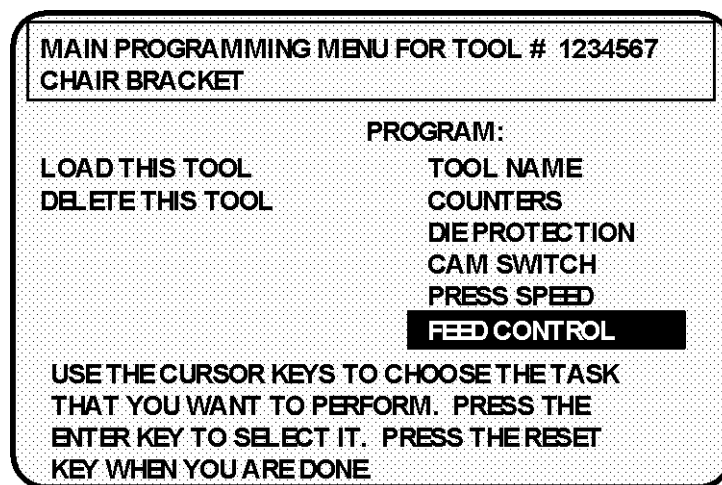 MAIN PROGRAMMING MENU FOR TOOL # 1234567
CHAIR BRACKET
PROGRAM:
LOAD THIS TOOL
DELETE THIS TOOL
TOOL NAME
COUNTERS
DIE PROTECTION
CAM SWITCH
PRESS SPEED
FEED CONTROL
USE THE CURSOR KEYS TO CHOOSE THE TASK
THAT YOU WANT TO PERFORM. PRESS THE
ENTER KEY TO SELECT IT. PRESS THE RESET
KEY WHEN YOU ARE DONE